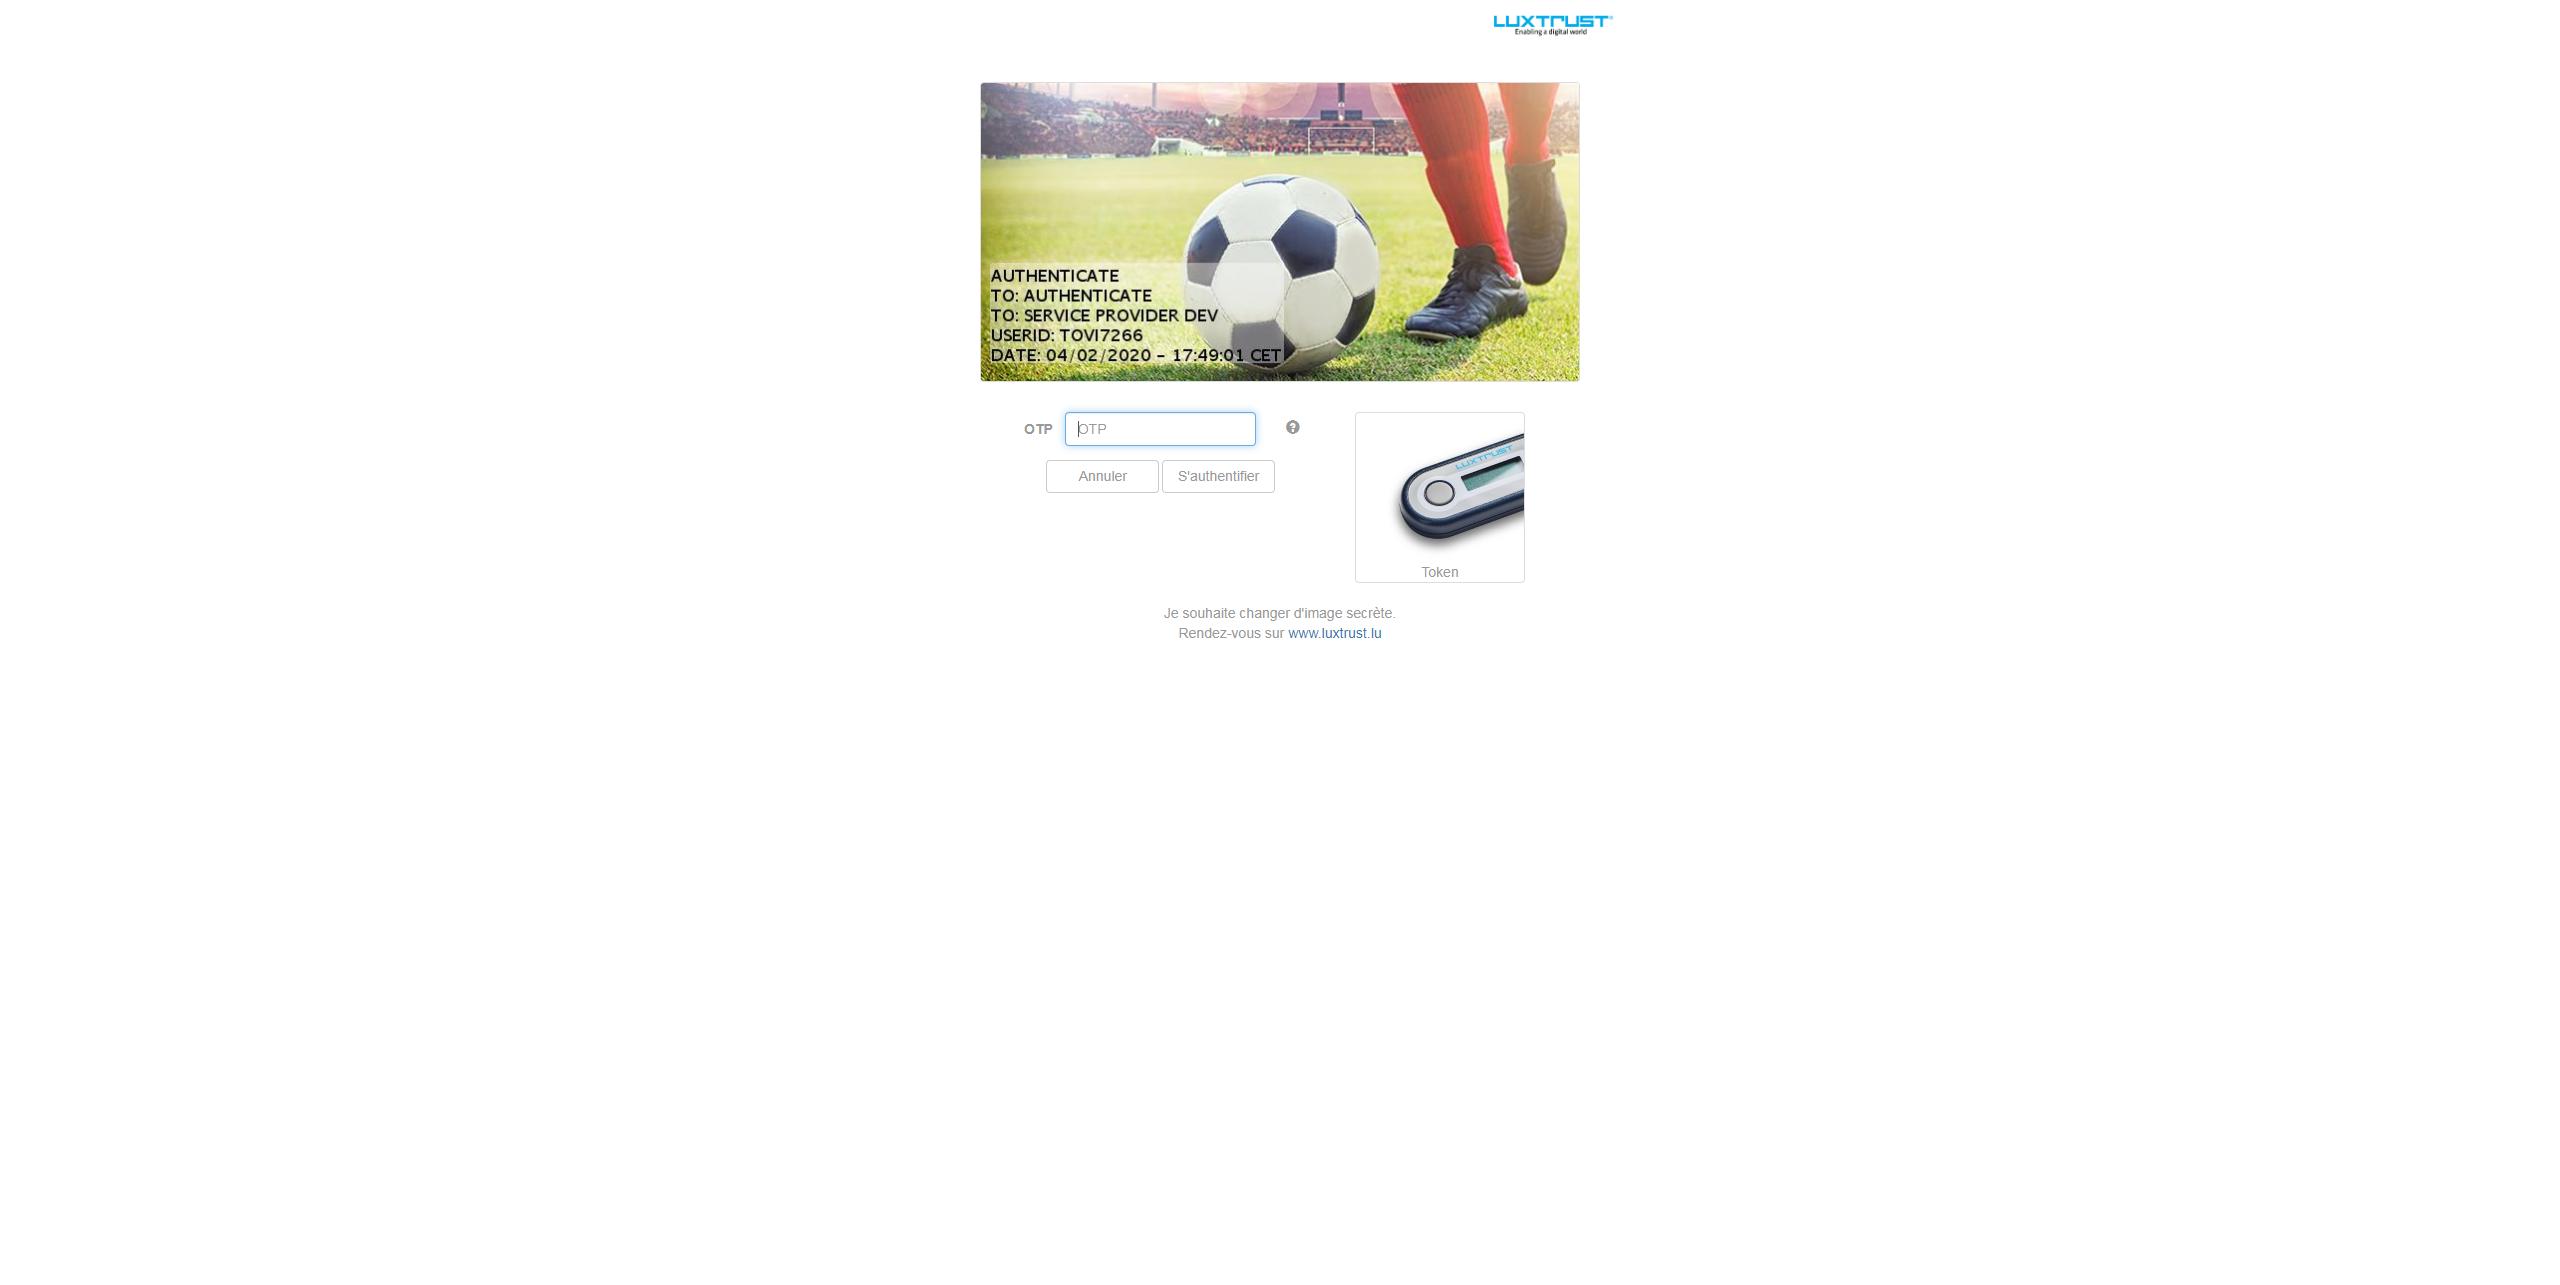 LUXTRUST
Enabling a digital world
AUTHENTICATE
TO: AUTHENTICATE
TO: SERVICE PROVIDER DEV
USERID: TOVI7266
DATE: 04/02/2020 - 17:49:01 CET
OTP OTP
Annuler S'authentifier
LUXTRUST
Token
Je souhaite changer d'image secrète.
Rendez-vous sur www.luxtrust.lu